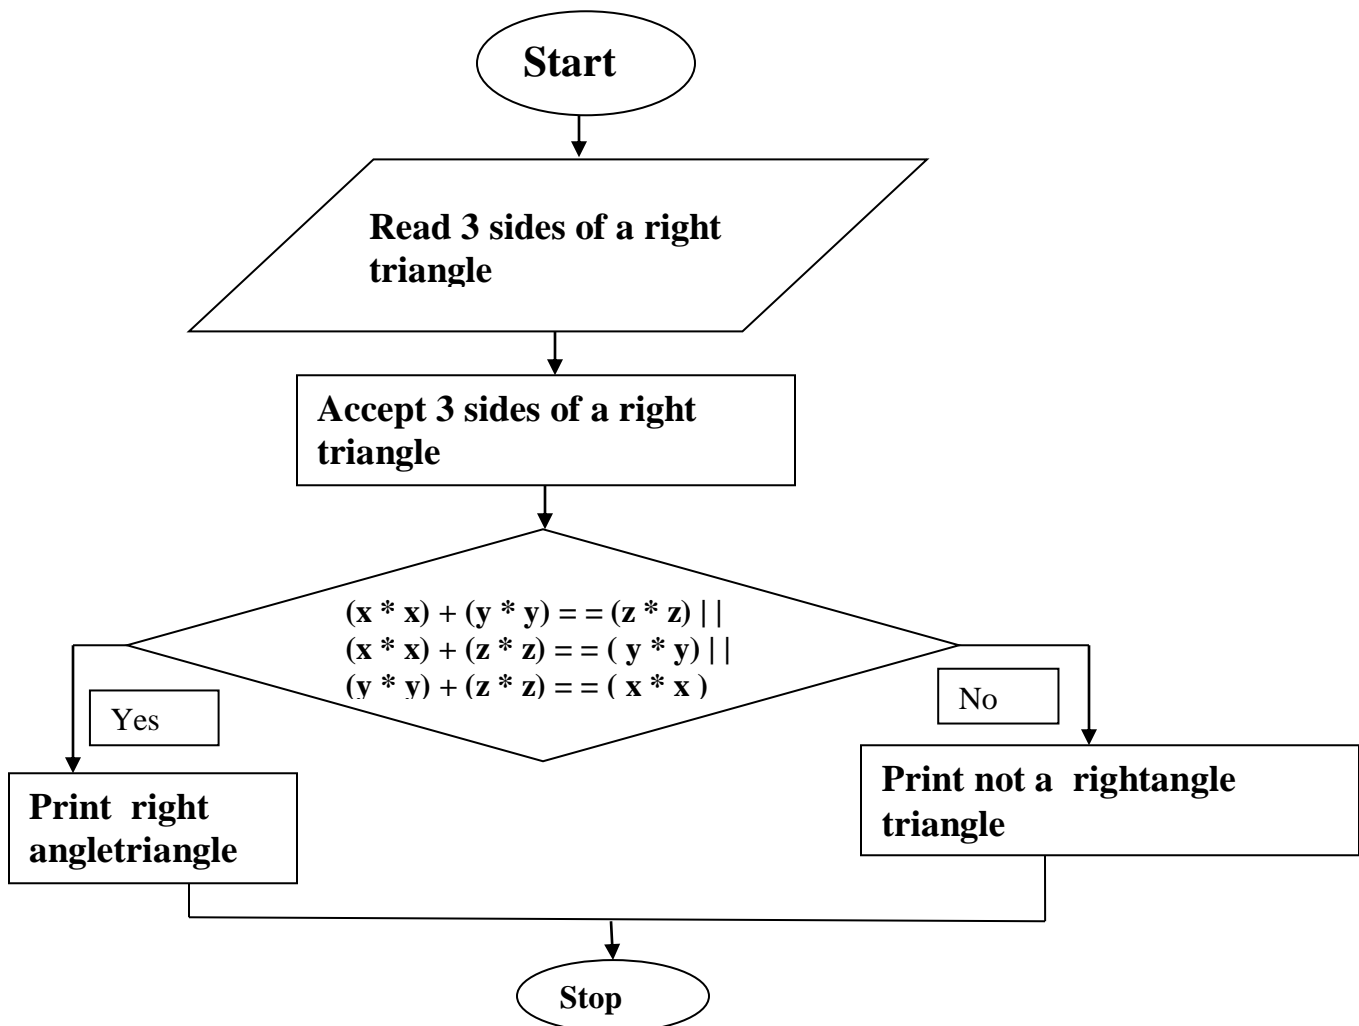 Start
Read 3 sides of a right
triangle
Accept 3 sides of a right
triangle
(x * x) + (y * y) = = (z * z) ||
(x * x) + (z * z) = = ( y * y) ||
(y * y) + (z * z) = = ( x * x )
Yes
No
Print  right
angletriangle
Print not a  rightangle
triangle
Stop